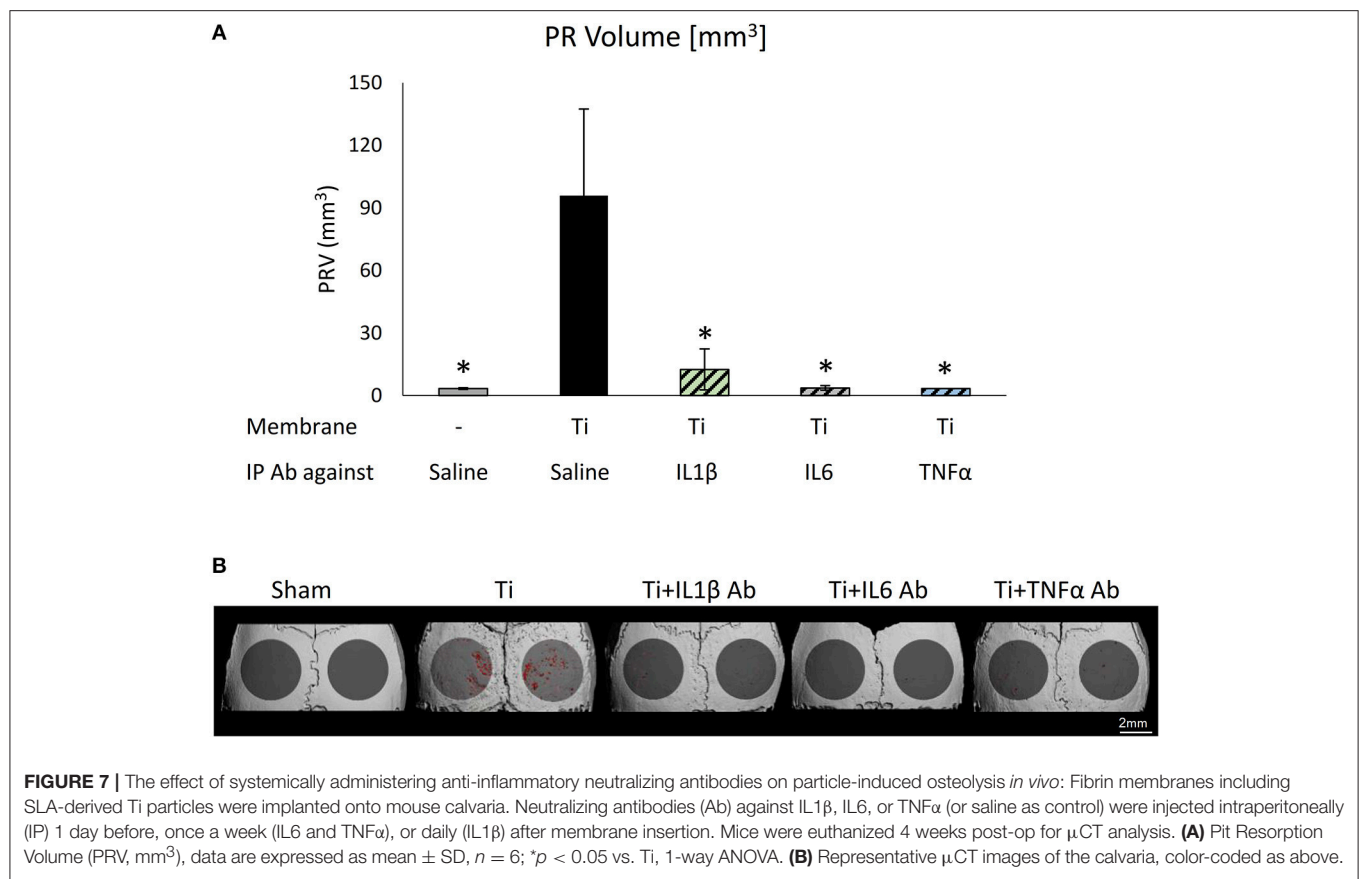 A
PR Volume [mm³]
150
120
90
60
30
0
PRV (mm³)
*
*
*
*
Membrane - Ti Ti Ti Ti
IP Ab against Saline Saline IL1β IL6 TNFα
B
Sham Ti Ti+IL1β Ab Ti+IL6 Ab Ti+TNFα Ab
2mm
FIGURE 7 | The effect of systemically administering anti-inflammatory neutralizing antibodies on particle-induced osteolysis in vivo: Fibrin membranes including
SLA-derived Ti particles were implanted onto mouse calvaria. Neutralizing antibodies (Ab) against IL1β, IL6, or TNFα (or saline as control) were injected intraperitoneally
(IP) 1 day before, once a week (IL6 and TNFα), or daily (IL1β) after membrane insertion. Mice were euthanized 4 weeks post-op for μCT analysis. (A) Pit Resorption
Volume (PRV, mm³), data are expressed as mean ± SD, n = 6; *p < 0.05 vs. Ti, 1-way ANOVA. (B) Representative μCT images of the calvaria, color-coded as above.